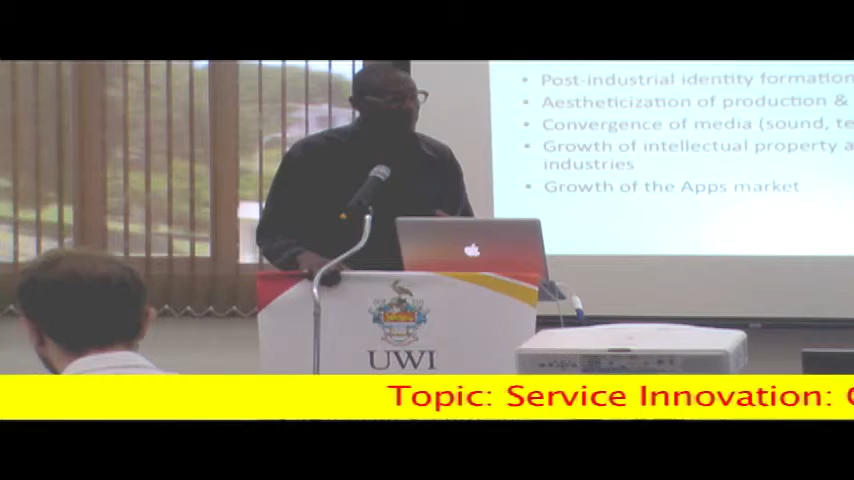 • Post-industrial identity formation
• Aestheticization of production &
• Convergence of media (sound, te
• Growth of intellectual property a
industries
• Growth of the Apps market
UWI
Topic: Service Innovation: